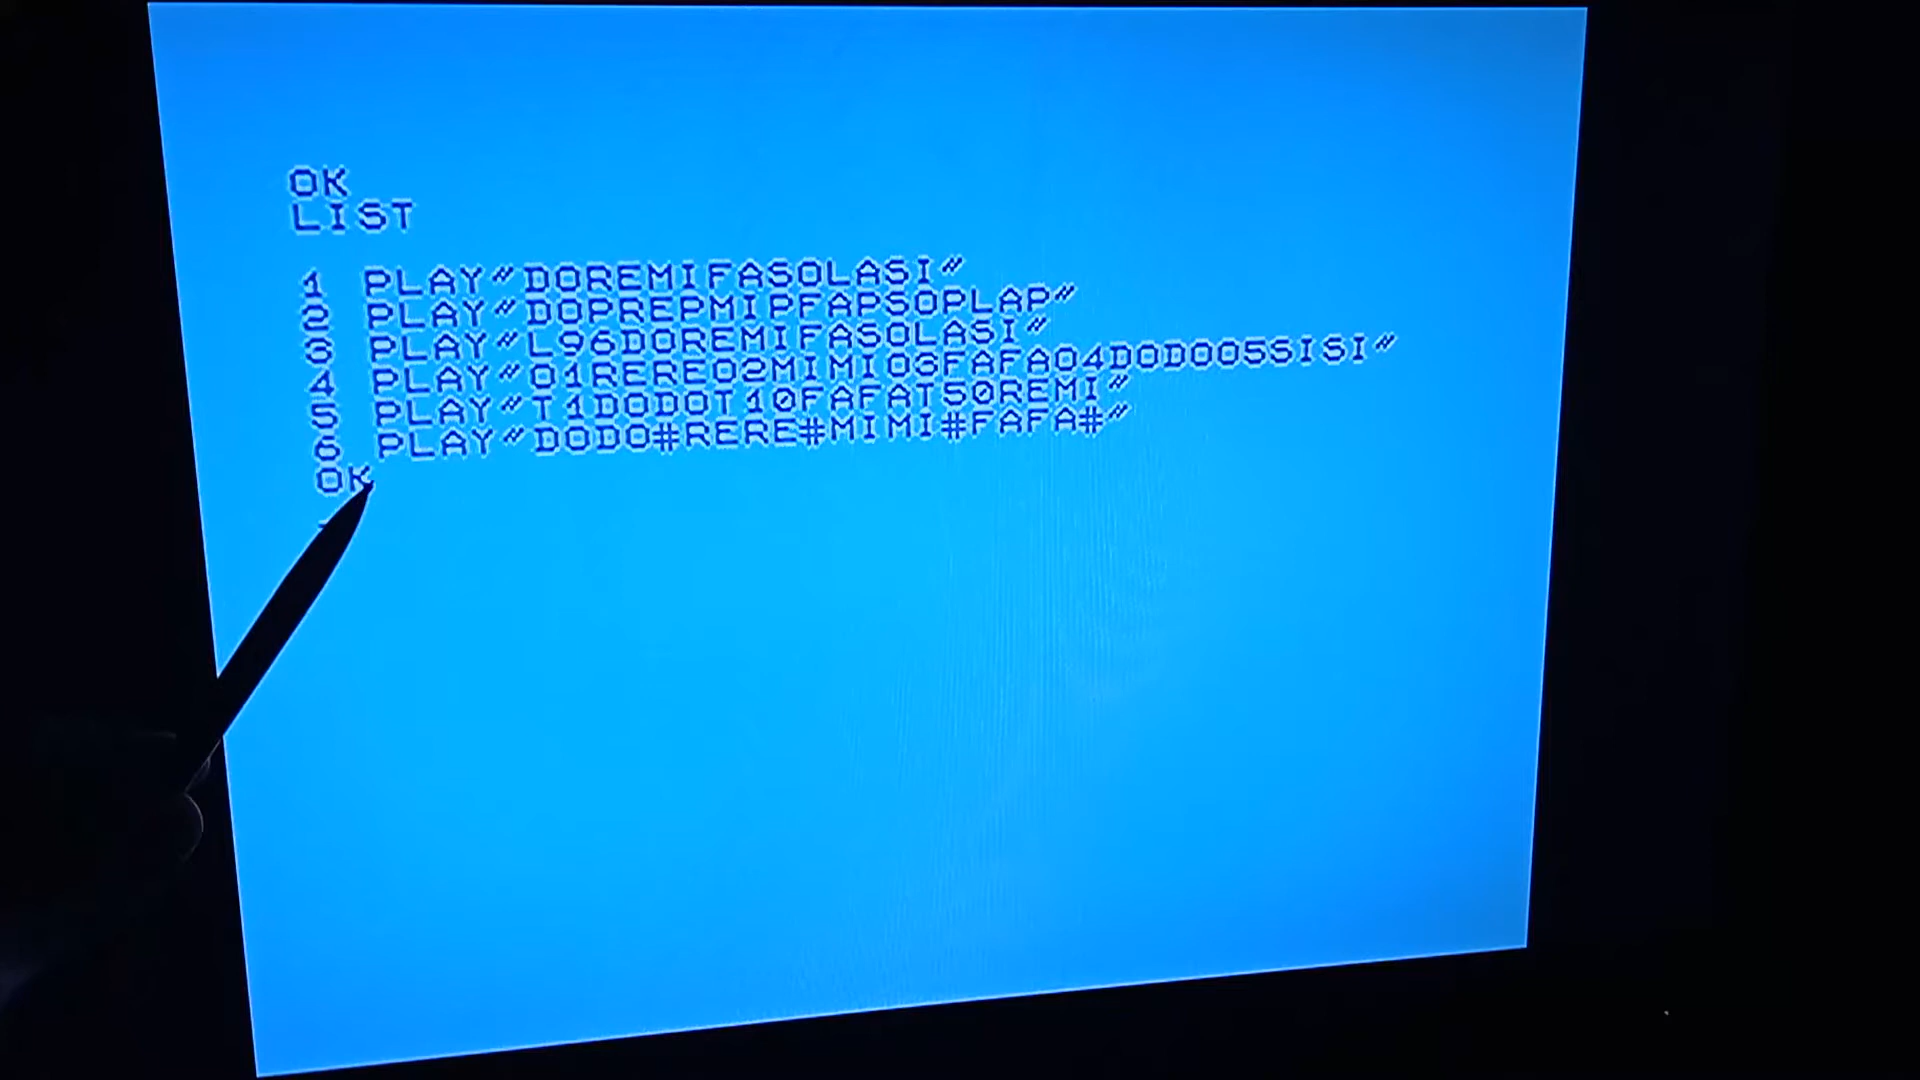 OK
LIST
1 PLAY"DOREMIFASOLASI"
2 PLAY"DOPREPMIPFAPSOPLAP"
3 PLAY"L96DOREMIFASOLASI"
4 PLAY"O1REREO2MIMIO3FAFAO4DODOO5SISI"
5 PLAY"T1DODOT10FAFAT50REMI"
6 PLAY"DODO#RERE#MIMI#FAFA#"
OK